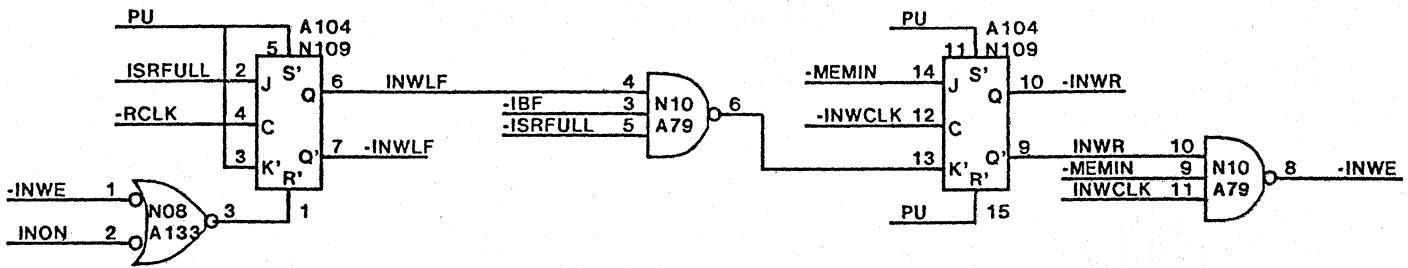 PU
A104
5 N109
ISRFULL 2 J S' Q 6 INWLF
-RCLK 4 C
3 K' Q' 7 -INWLF
R'
1
-INWE 1
N08
A133
3
INON 2
4
-IBF 3 N10 6
-ISRFULL 5 A79
PU
A104
11 N109
-MEMIN 14 J S' Q 10 -INWR
-INWCLK 12 C
13 K' Q' 9 INWR 10
R'
PU 15
-MEMIN 9 N10 8 -INWE
INWCLK 11 A79